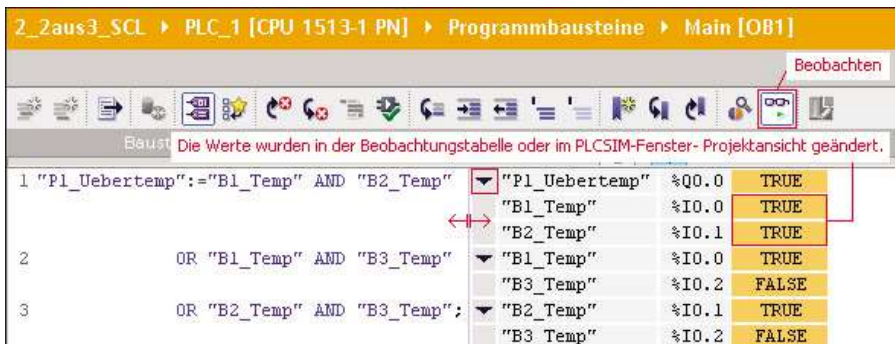 2_2aus3_SCL ▸ PLC_1 [CPU 1513-1 PN] ▸ Programmbausteine ▸ Main [OB1]
Beobachten
Die Werte wurden in der Beobachtungstabelle oder im PLCSIM-Fenster- Projektansicht geändert.
1 "P1_Uebertemp":="B1_Temp" AND "B2_Temp" "P1_Uebertemp" %Q0.0 TRUE
"B1_Temp" %I0.0 TRUE
"B2_Temp" %I0.1 TRUE
2 OR "B1_Temp" AND "B3_Temp" "B1_Temp" %I0.0 TRUE
"B3_Temp" %I0.2 FALSE
3 OR "B2_Temp" AND "B3_Temp"; "B2_Temp" %I0.1 TRUE
"B3_Temp" %I0.2 FALSE